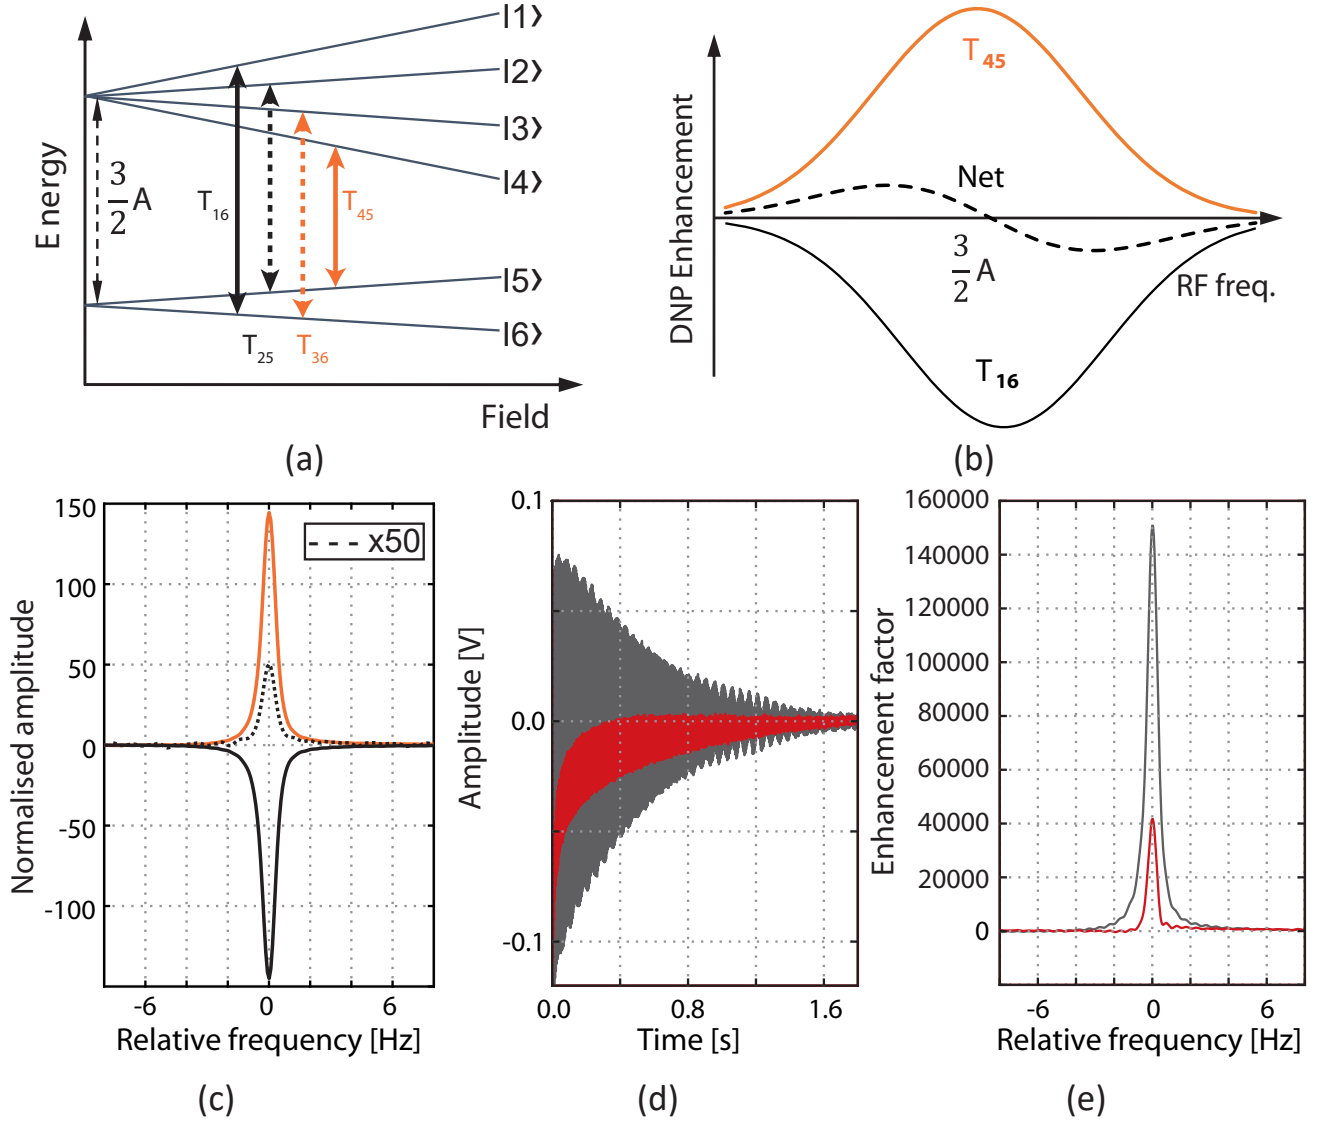 |1⟩
|2⟩
|3⟩
|4⟩
|5⟩
|6⟩
Energy
3/2 A
T16
T45
T25
T36
Field
(a)
T45
Net
3/2 A
RF freq.
T16
DNP Enhancement
(b)
150
100
50
0
-50
-100
x50
Normalised amplitude
-6 0 6
Relative frequency [Hz]
(c)
0.1
0.0
-0.1
Amplitude [V]
0.0 0.8 1.6
Time [s]
(d)
160000
140000
120000
100000
80000
60000
40000
20000
0
Enhancement factor
-6 0 6
Relative frequency [Hz]
(e)